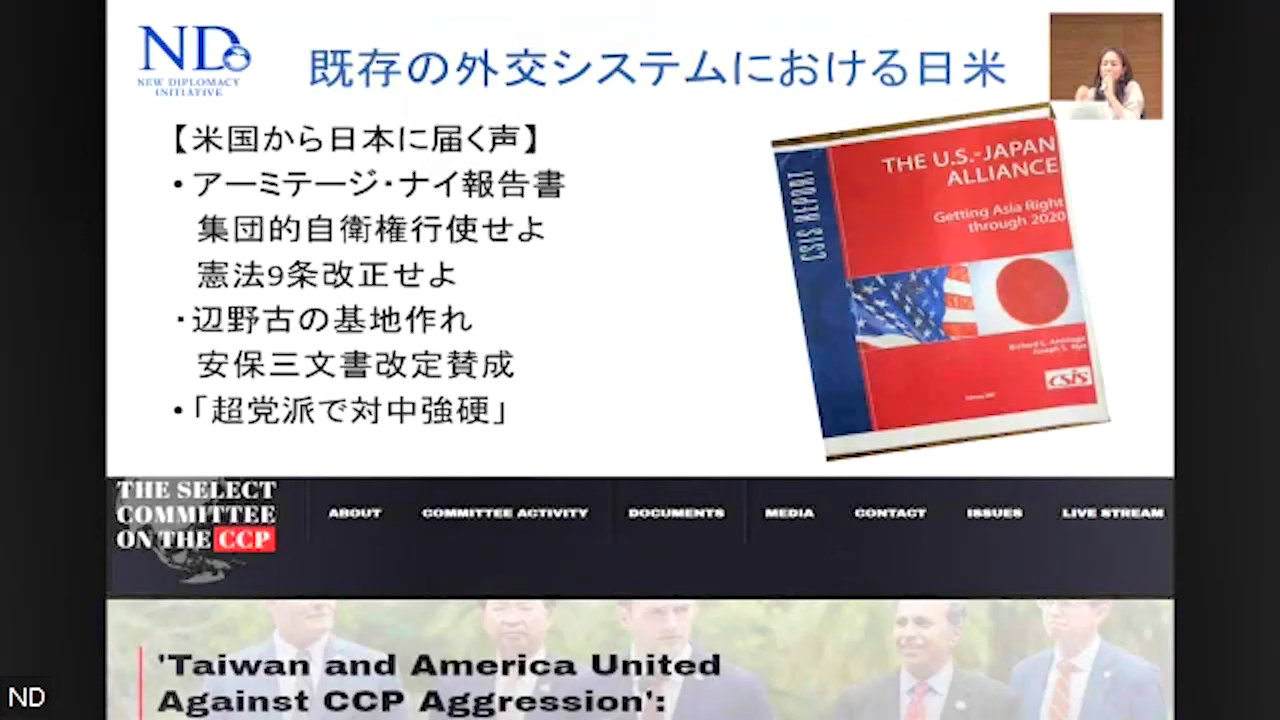 ND
NEW DIPLOMACY
INITIATIVE
既存の外交システムにおける日米
【米国から日本に届く声】
・アーミテージ・ナイ報告書
集団的自衛権行使せよ
憲法9条改正せよ
・辺野古の基地作れ
安保三文書改定賛成
・「超党派で対中強硬」
CSIS REPORT
THE U.S.-JAPAN
ALLIANCE
Getting Asia Right
through 2020
Richard L. Armitage
Joseph S. Nye
csis
THE SELECT
COMMITTEE
ON THE CCP
ABOUT
COMMITTEE ACTIVITY
DOCUMENTS
MEDIA
CONTACT
ISSUES
LIVE STREAM
'Taiwan and America United
Against CCP Aggression':
ND